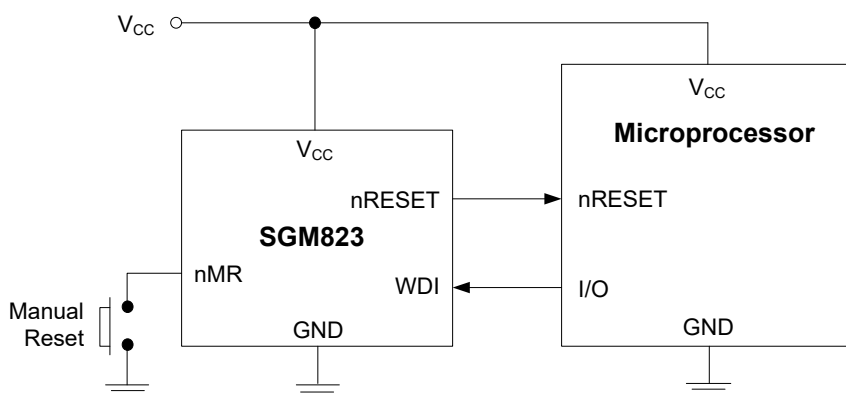 VCC
VCC
Microprocessor
VCC
nRESET
nRESET
SGM823
nMR
WDI
I/O
Manual
Reset
GND
GND